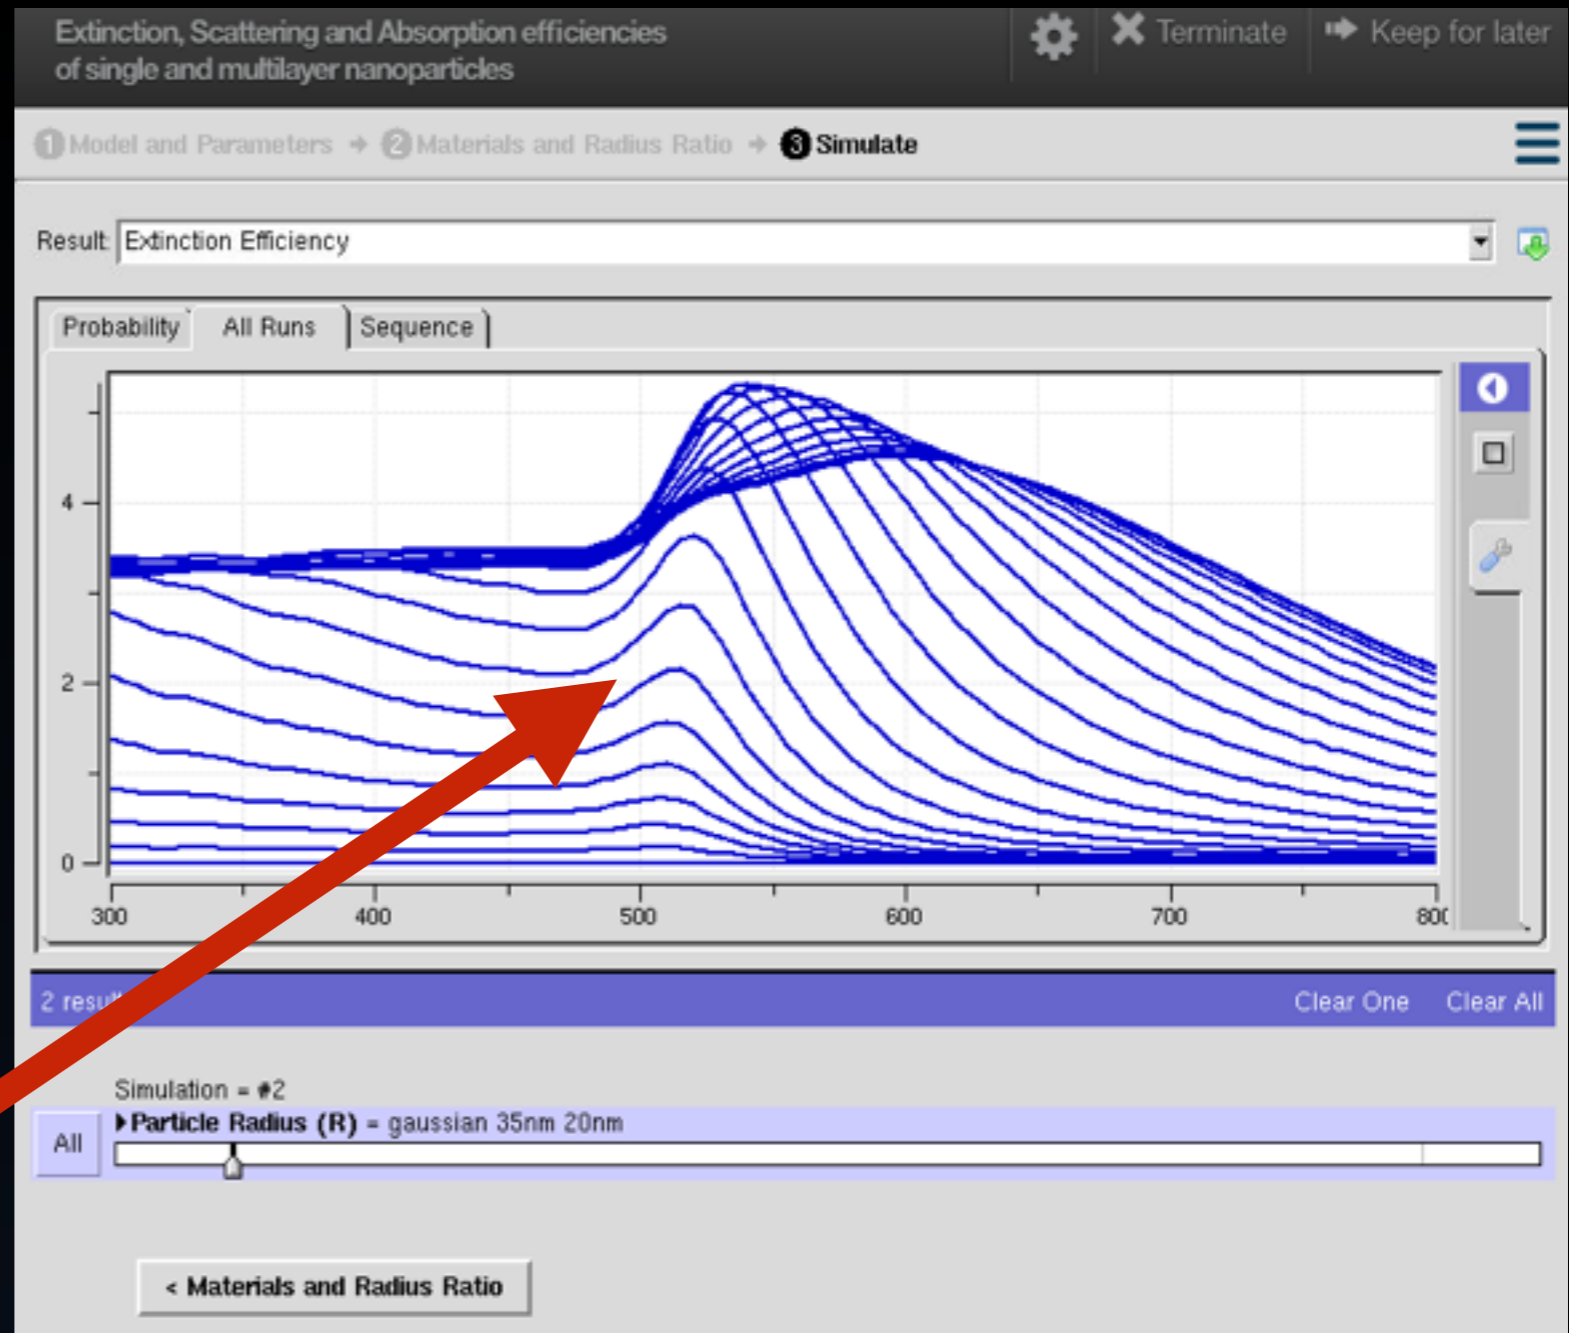 Extinction, Scattering and Absorption efficiencies
of single and multilayer nanoparticles
Terminate
Keep for later
1 Model and Parameters → 2 Materials and Radius Ratio → 3 Simulate
Result: Extinction Efficiency
Probability All Runs Sequence
4
2
0
300 400 500 600 700 800
2 resul
Clear One Clear All
Simulation = #2
All
Particle Radius (R) = gaussian 35nm 20nm
< Materials and Radius Ratio